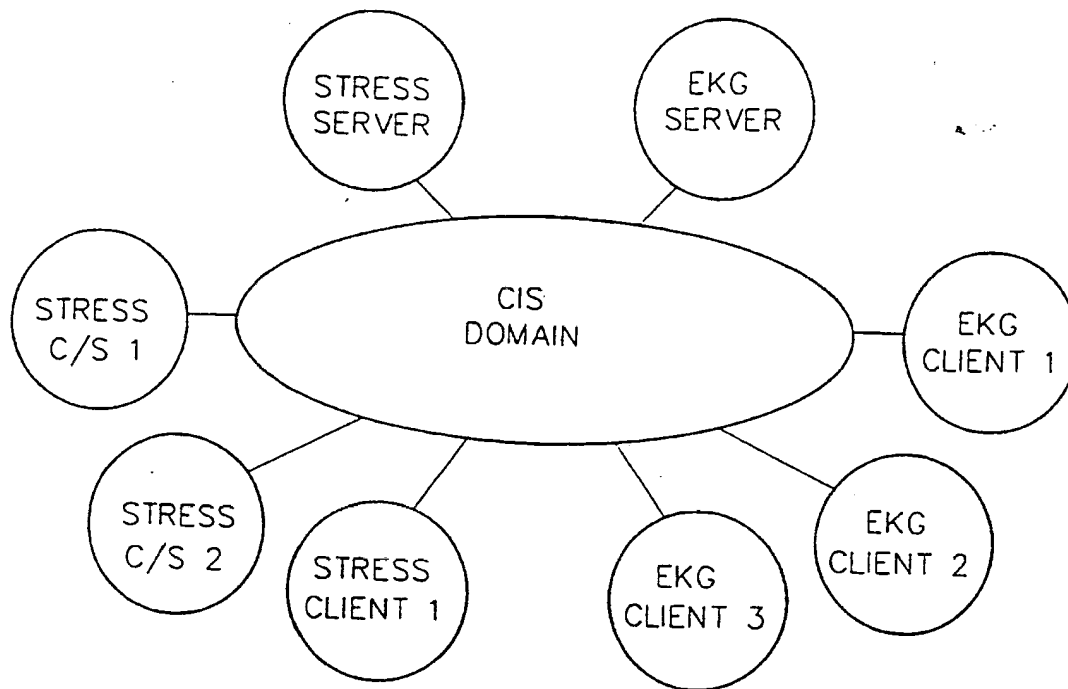 STRESS
SERVER
EKG
SERVER
STRESS
C/S 1
CIS
DOMAIN
EKG
CLIENT 1
STRESS
C/S 2
STRESS
CLIENT 1
EKG
CLIENT 3
EKG
CLIENT 2